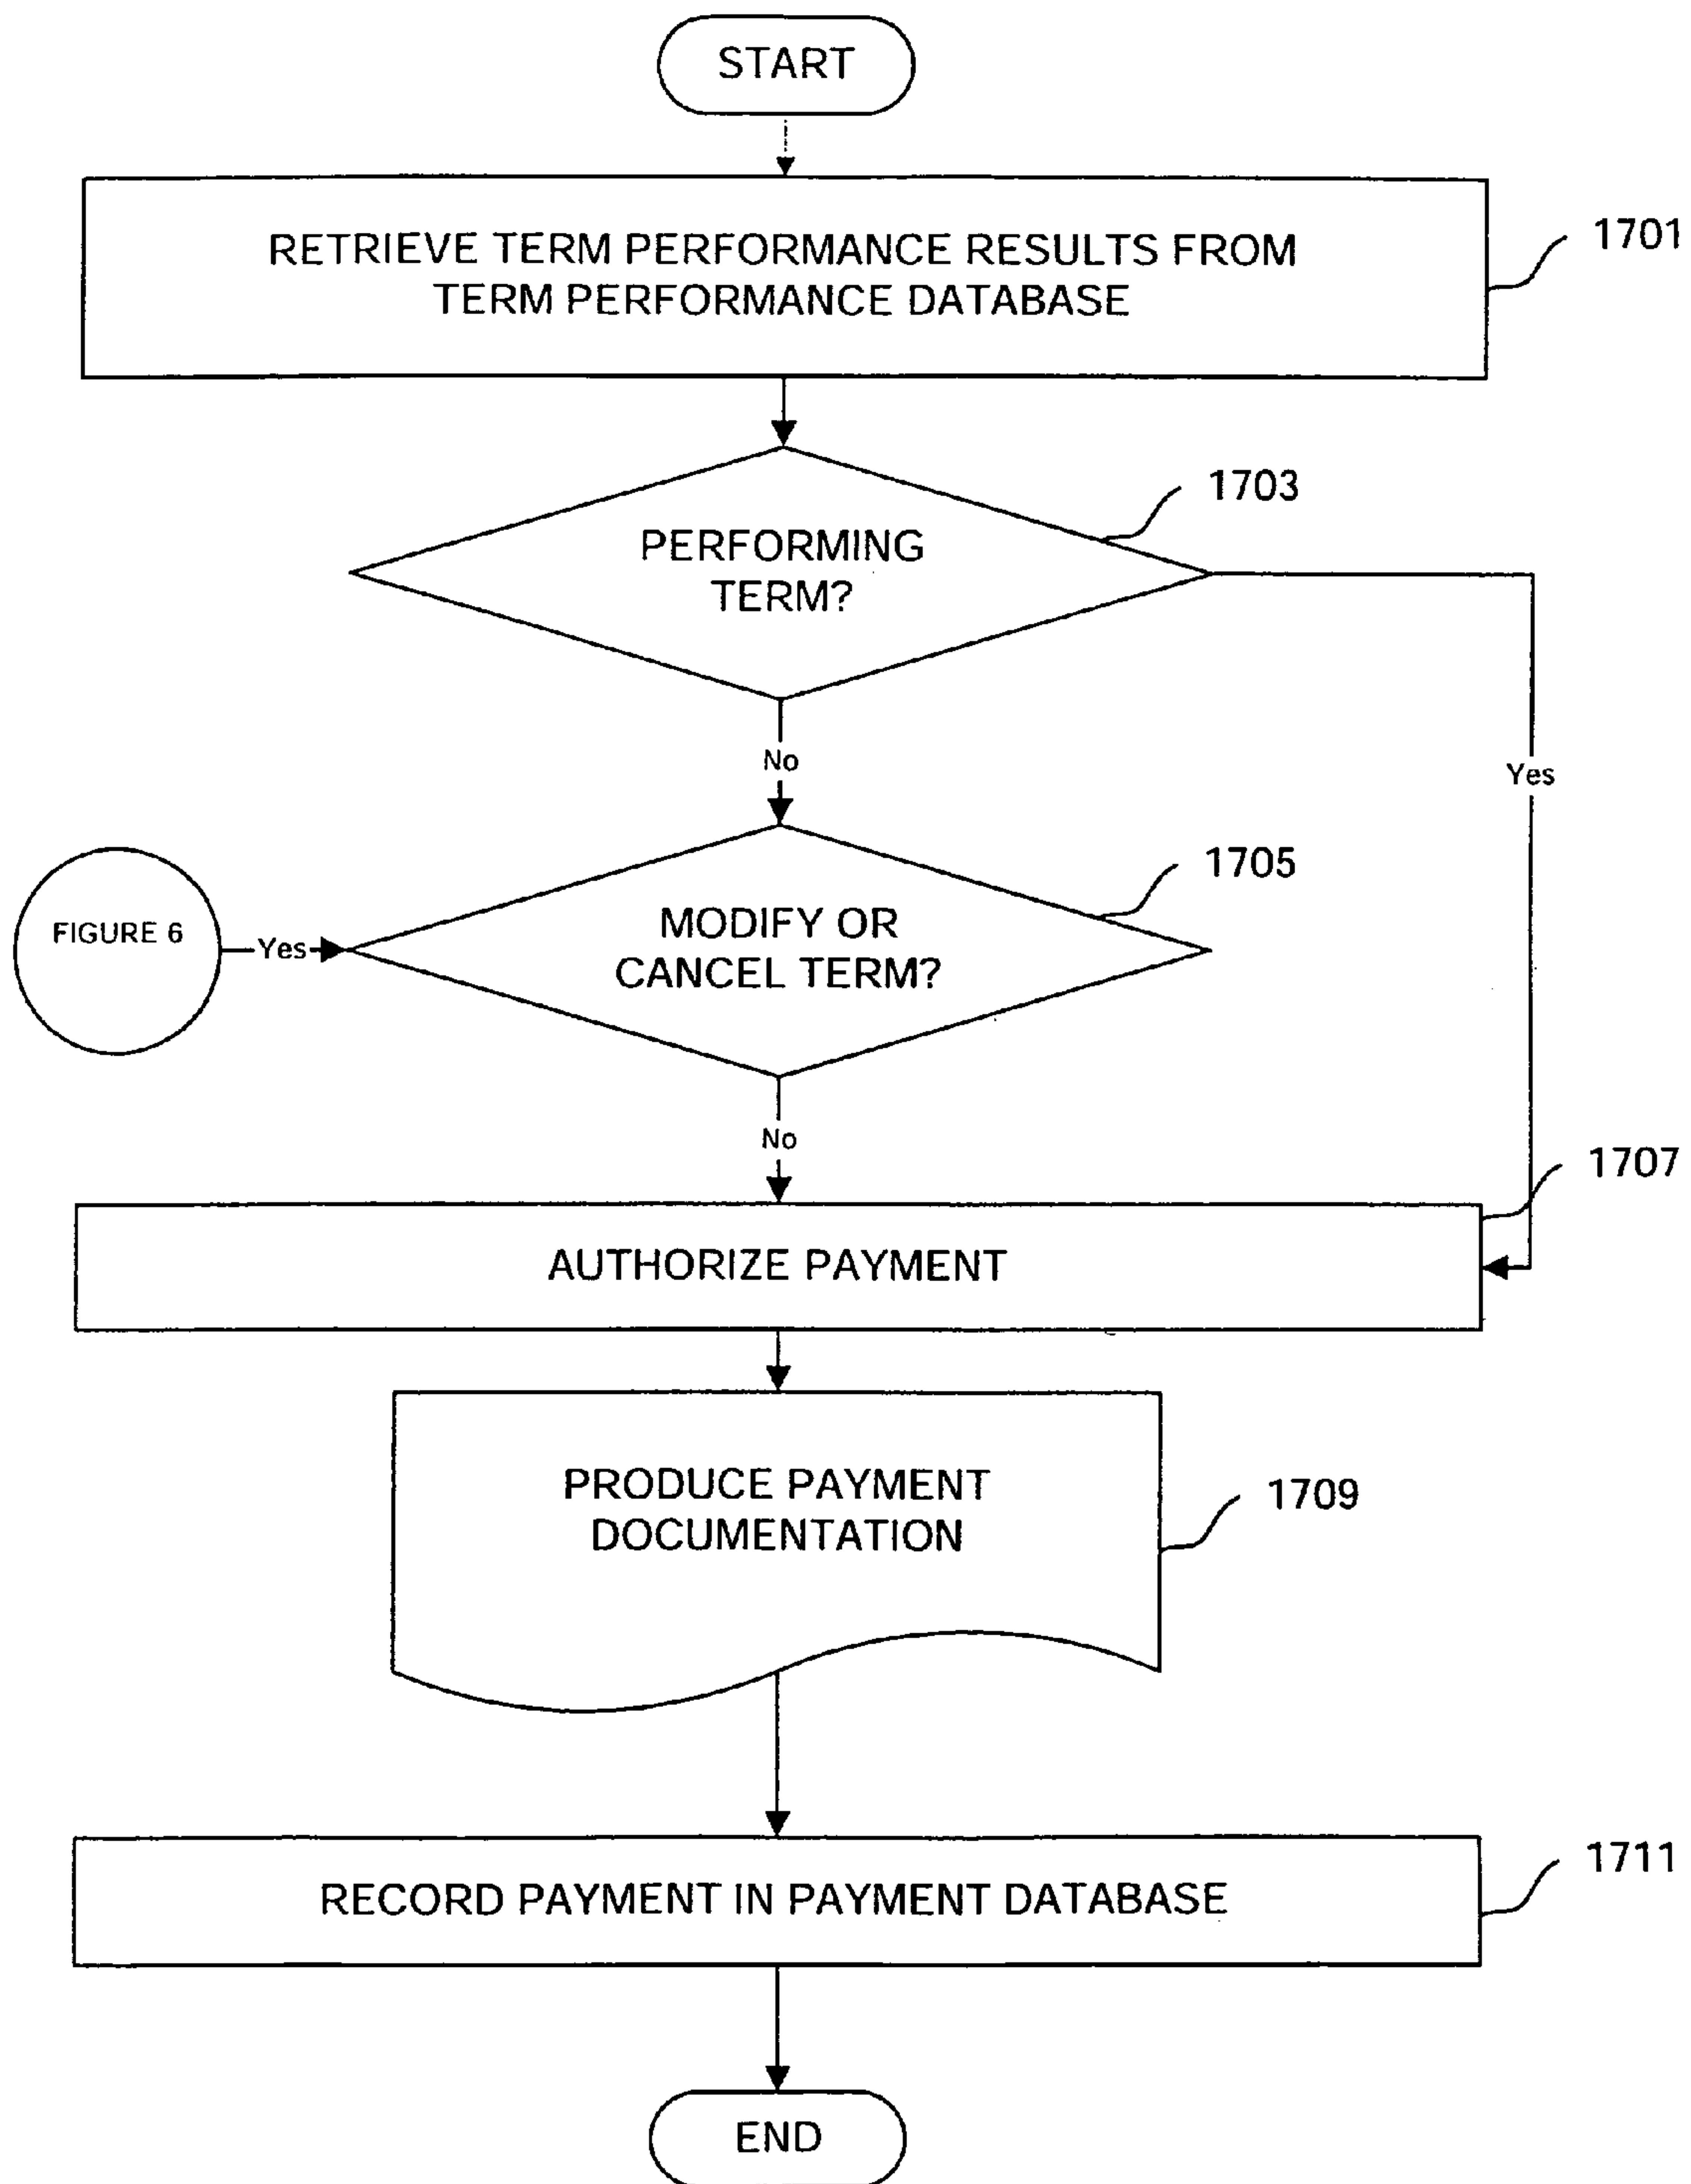 START
RETRIEVE TERM PERFORMANCE RESULTS FROM
TERM PERFORMANCE DATABASE
1701
1703
PERFORMING
TERM?
No
Yes
1705
FIGURE 6
Yes
MODIFY OR
CANCEL TERM?
No
1707
AUTHORIZE PAYMENT
PRODUCE PAYMENT
DOCUMENTATION
1709
1711
RECORD PAYMENT IN PAYMENT DATABASE
END